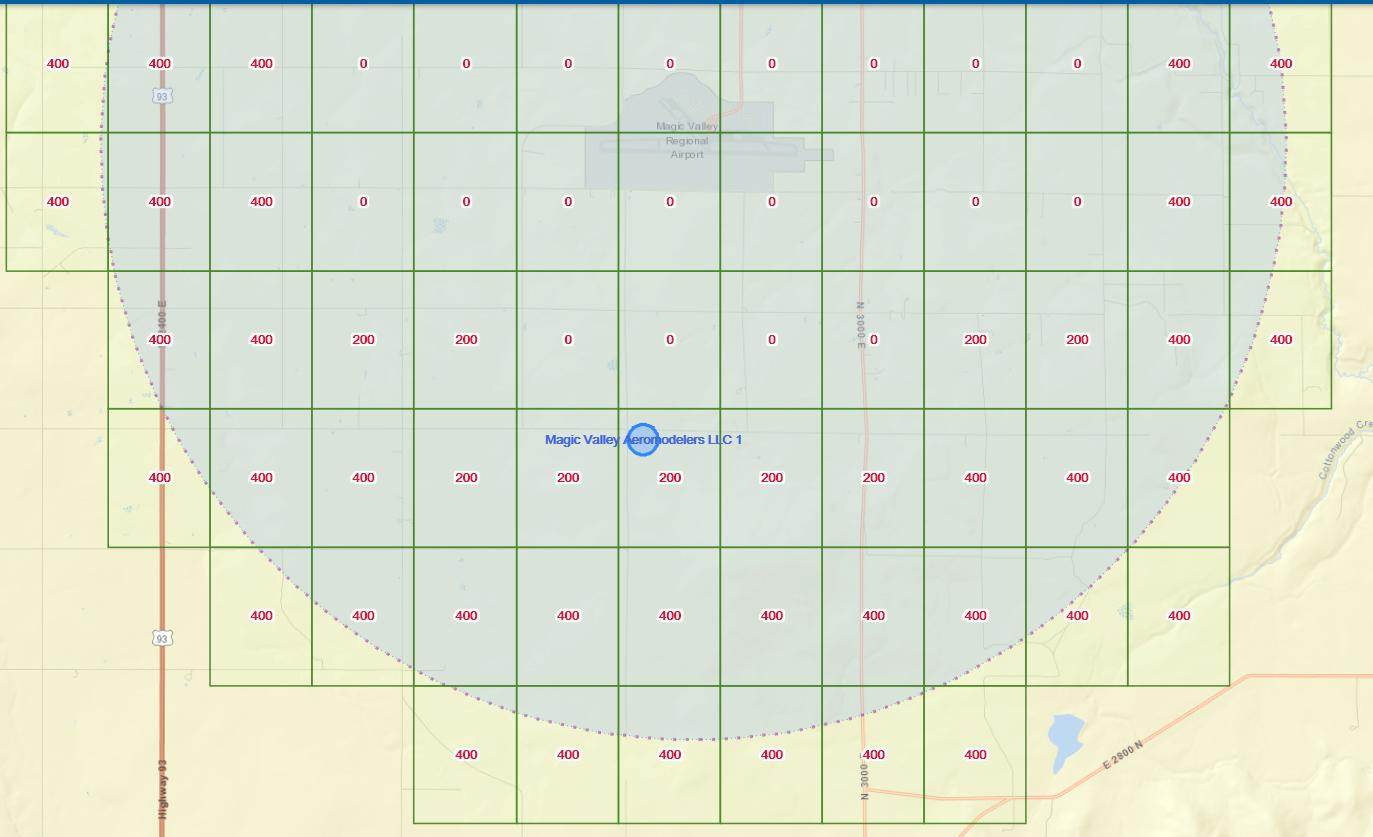 400 400 400 0 0 0 0 0 0 0 0 400 400
93
Magic Valley
Regional
Airport
400 400 400 0 0 0 0 0 0 0 0 400 400
400 E
N 3000 E
400 400 200 200 0 0 0 0 200 200 400 400
Magic Valley Aeromodelers LLC 1
Cottonwood Cre
400 400 400 200 200 200 200 200 400 400 400
400 400 400 400 400 400 400 400 400 400
93
400 400 400 400 400 400
E 2800 N
Highway 93
N 3000